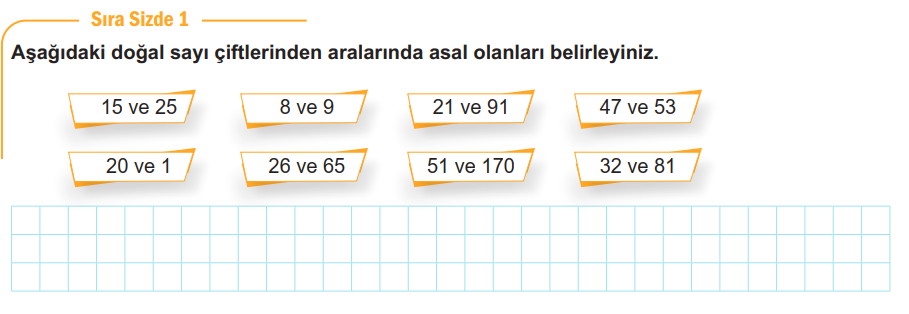 Sıra Sizde 1
Aşağıdaki doğal sayı çiftlerinden aralarında asal olanları belirleyiniz.
15 ve 25 8 ve 9 21 ve 91 47 ve 53
20 ve 1 26 ve 65 51 ve 170 32 ve 81